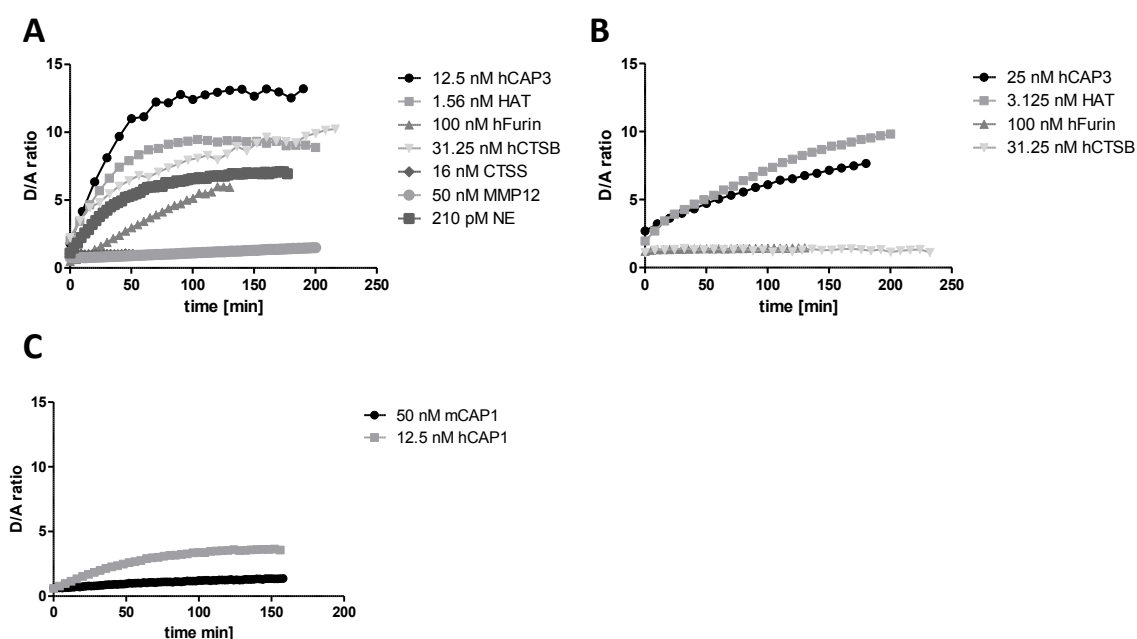 A
15
10
5
0
D/A ratio
0 50 100 150 200 250
time [min]
12.5 nM hCAP3
1.56 nM HAT
100 nM hFurin
31.25 nM hCTSB
16 nM CTSS
50 nM MMP12
210 pM NE
B
15
10
5
0
D/A ratio
0 50 100 150 200 250
time [min]
25 nM hCAP3
3.125 nM HAT
100 nM hFurin
31.25 nM hCTSB
C
15
10
5
0
D/A ratio
0 50 100 150 200
time min]
50 nM mCAP1
12.5 nM hCAP1